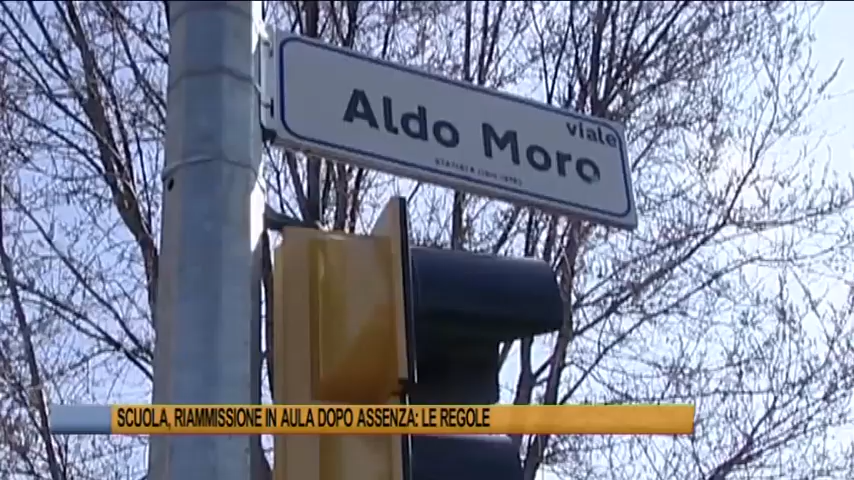 viale
Aldo Moro
SCUOLA, RIAMMISSIONE IN AULA DOPO ASSENZA: LE REGOLE